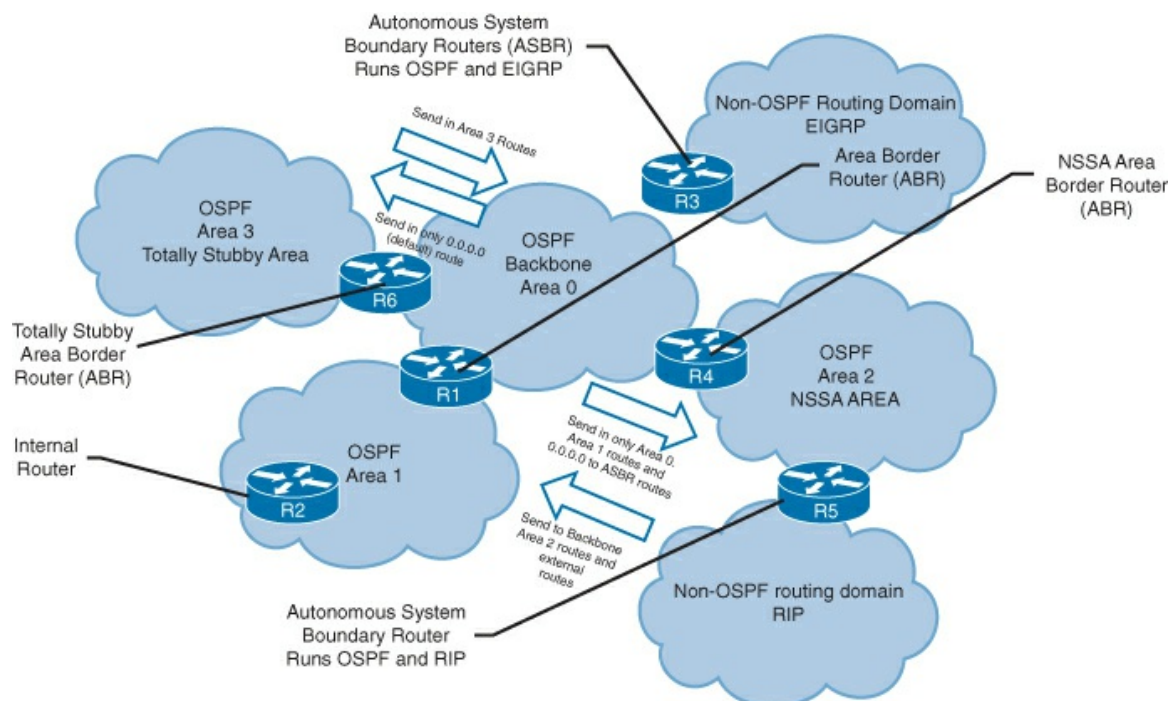 Autonomous System
Boundary Routers (ASBR)
Runs OSPF and EIGRP
Non-OSPF Routing Domain
EIGRP
Area Border
Router (ABR)
NSSA Area
Border Router
(ABR)
Send in Area 3 Routes
Send in only 0.0.0.0
(default) route
R3
OSPF
Area 3
Totally Stubby Area
OSPF
Backbone
Area 0
R6
Totally Stubby
Area Border
Router (ABR)
R1
R4
OSPF
Area 2
NSSA AREA
Internal
Router
OSPF
Area 1
R2
Send in only Area 0.
Area 1 routes and
0.0.0.0 to ASBR routes
R5
Send to Backbone
Area 2 routes and
external
routes
Non-OSPF routing domain
RIP
Autonomous System
Boundary Router
Runs OSPF and RIP